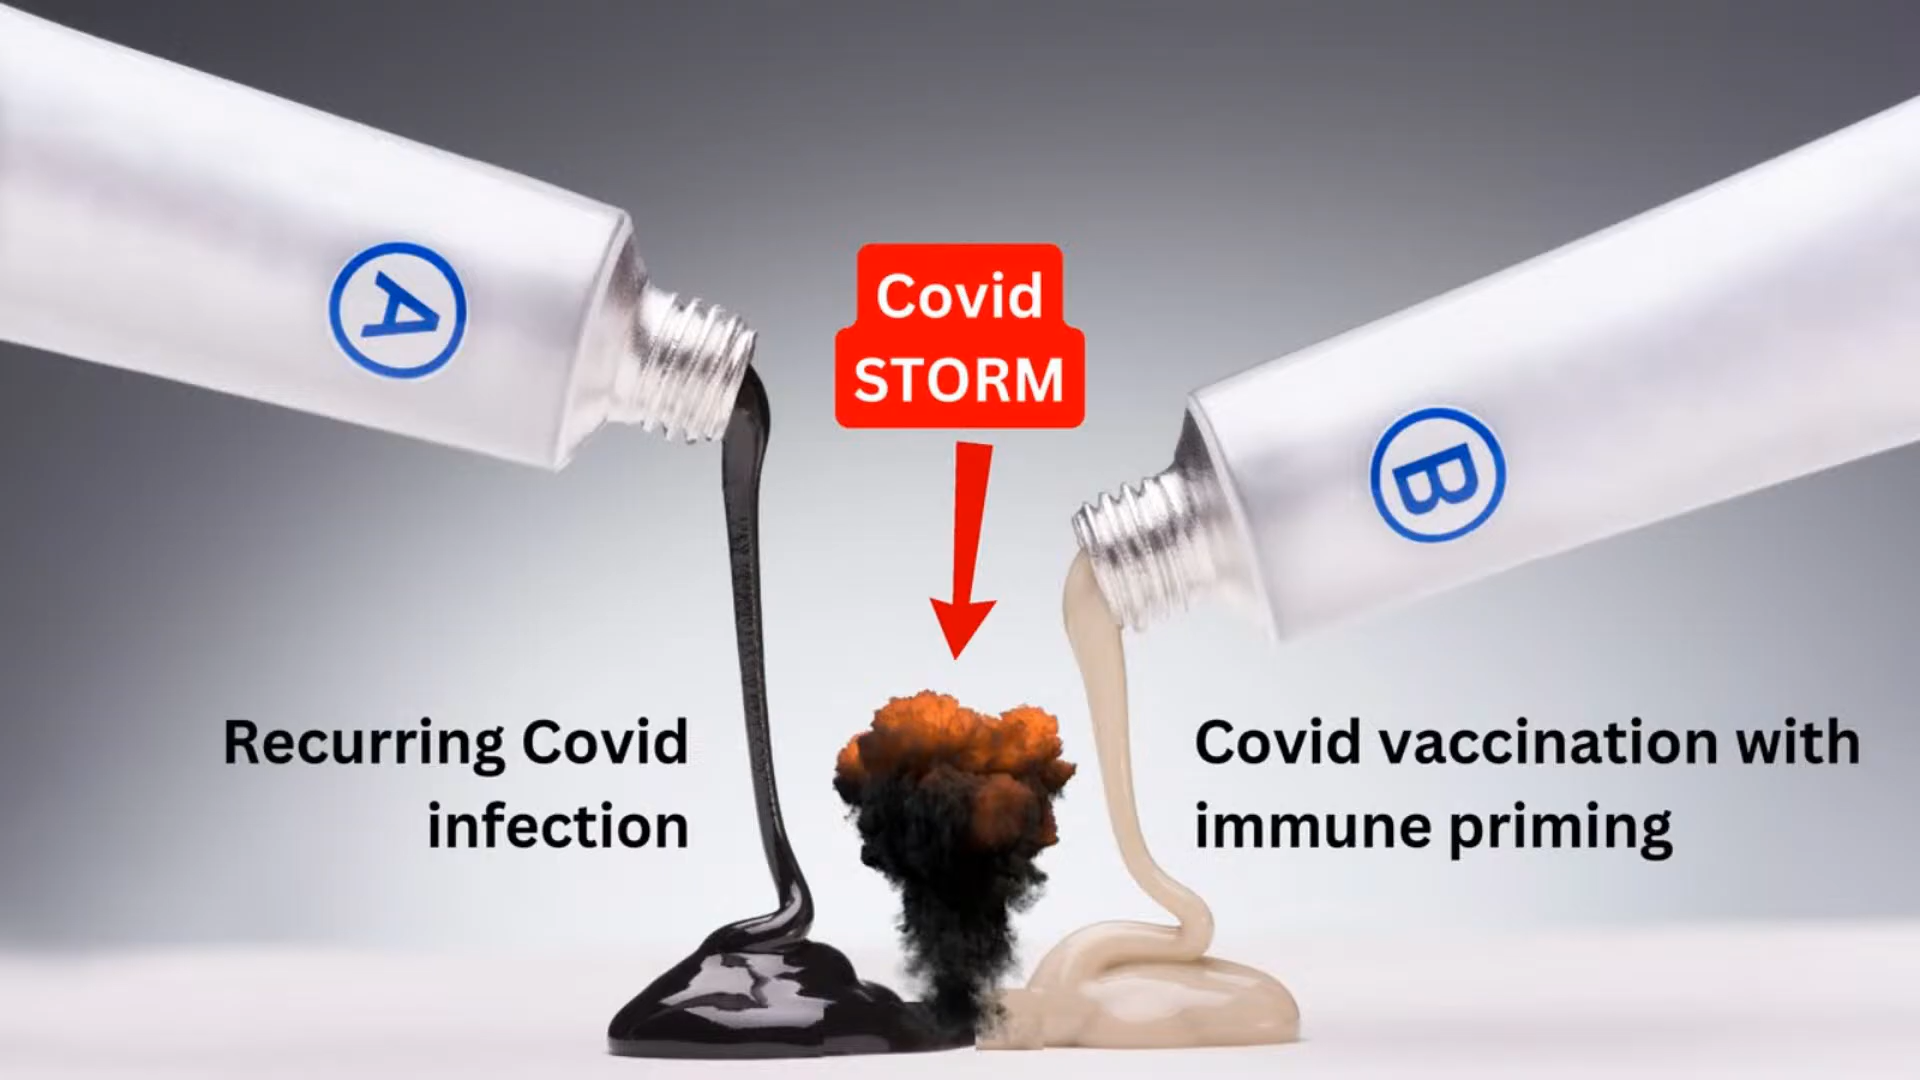 A
Covid
STORM
B
Recurring Covid
infection
Covid vaccination with
immune priming